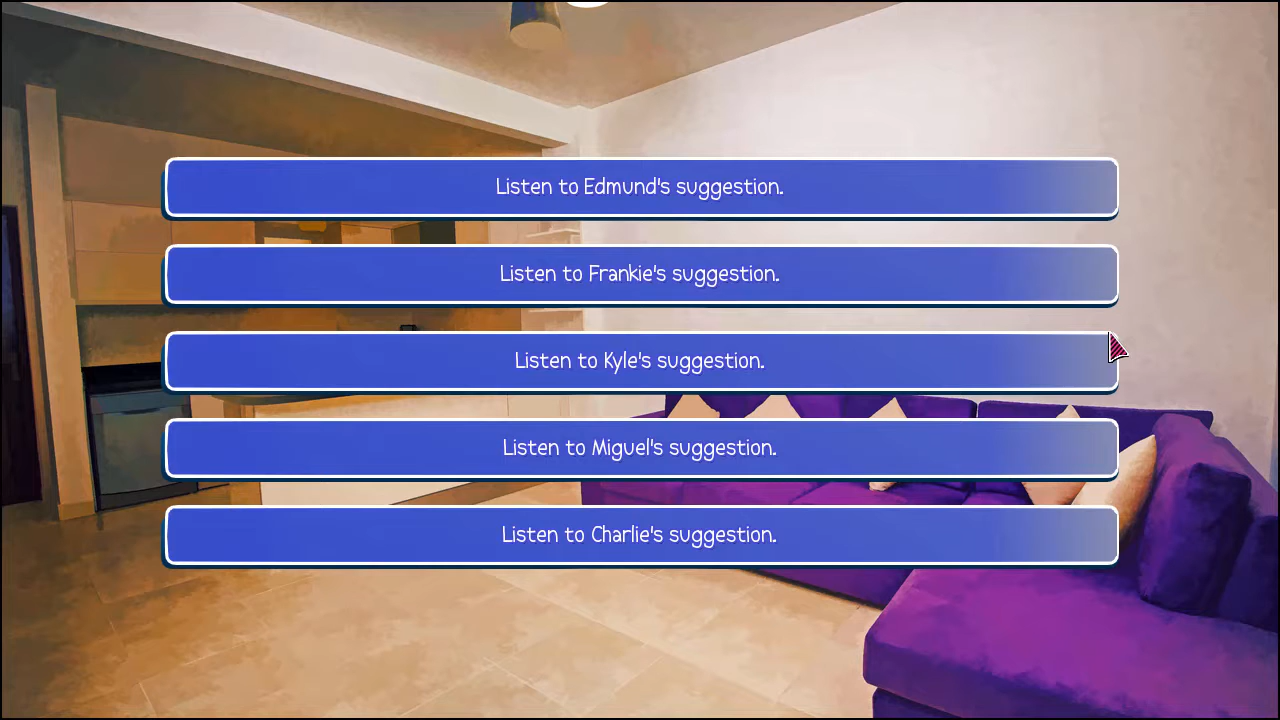 Listen to Edmund's suggestion.
Listen to Frankie's suggestion.
Listen to Kyle's suggestion.
Listen to Miguel's suggestion.
Listen to Charlie's suggestion.